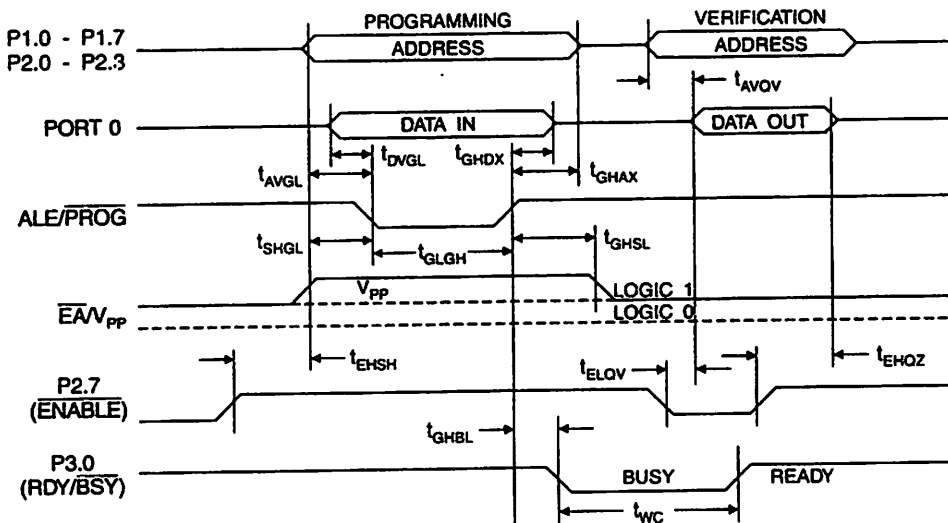 PROGRAMMING
VERIFICATION
P1.0 - P1.7
P2.0 - P2.3
ADDRESS
ADDRESS
tAVQV
PORT 0
DATA IN
DATA OUT
tDVGL
tGHDX
tAVGL
tGHAX
ALE/PROG
tSHGL
tGLGH
tGHSL
VPP
LOGIC 1
EA/VPP
LOGIC 0
tEHSH
tELQV
tEHQZ
P2.7
(ENABLE)
tGHBL
P3.0
(RDY/BSY)
BUSY
READY
tWC